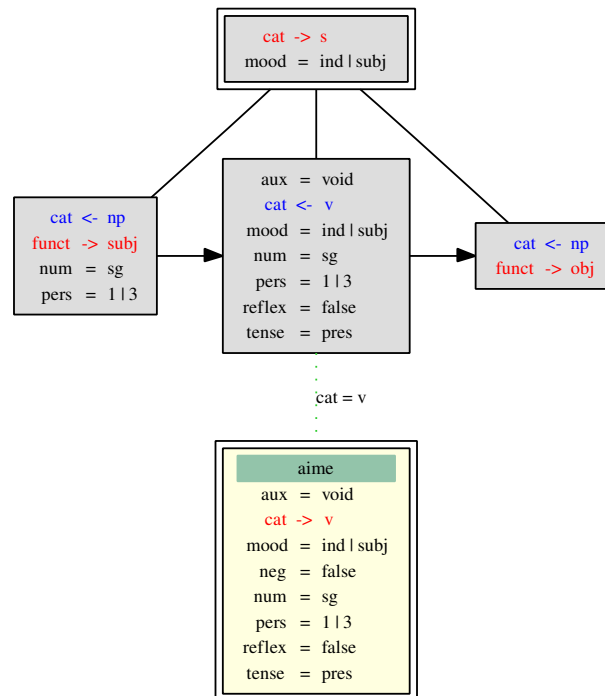 cat -> s
mood = ind | subj
cat <- np
funct -> subj
num = sg
pers = 1 | 3
aux = void
cat <- v
mood = ind | subj
num = sg
pers = 1 | 3
reflex = false
tense = pres
cat <- np
funct -> obj
cat = v
aime
aux = void
cat -> v
mood = ind | subj
neg = false
num = sg
pers = 1 | 3
reflex = false
tense = pres